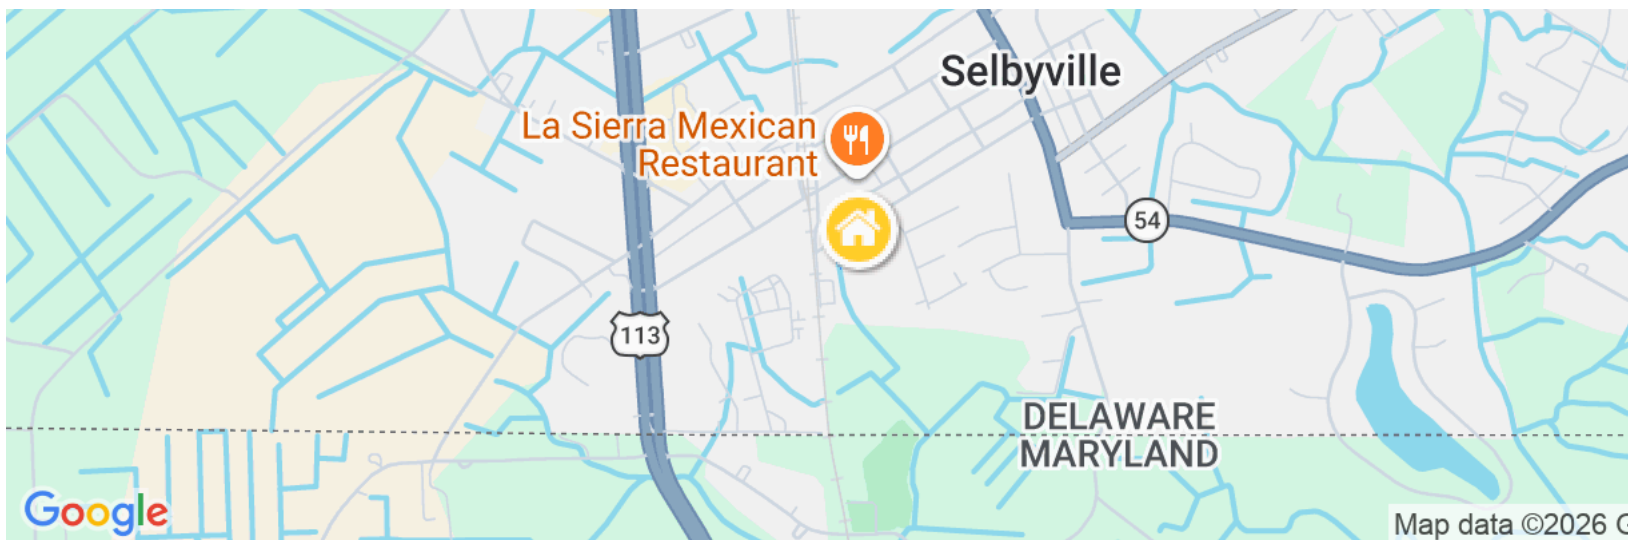 Selbyville
La Sierra Mexican
Restaurant
54
113
DELAWARE
MARYLAND
Google
Map data ©2026 G